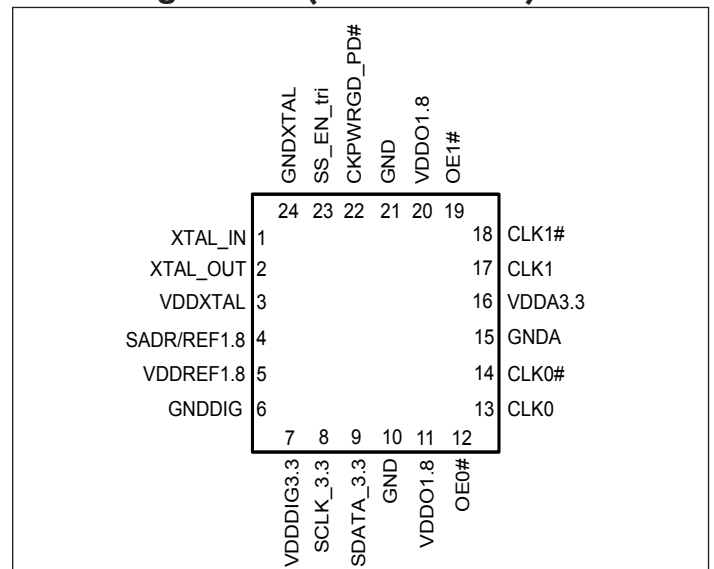 GNDXTAL
SS_EN_tri
CKPWRGD_PD#
GND
VDDO1.8
OE1#
24 23 22 21 20 19
XTAL_IN 1
XTAL_OUT 2
VDDXTAL 3
SADR/REF1.8 4
VDDREF1.8 5
GNDDIG 6
18 CLK1#
17 CLK1
16 VDDA3.3
15 GNDA
14 CLK0#
13 CLK0
7 8 9 10 11 12
VDDDIG3.3
SCLK_3.3
SDATA_3.3
GND
VDDO1.8
OE0#